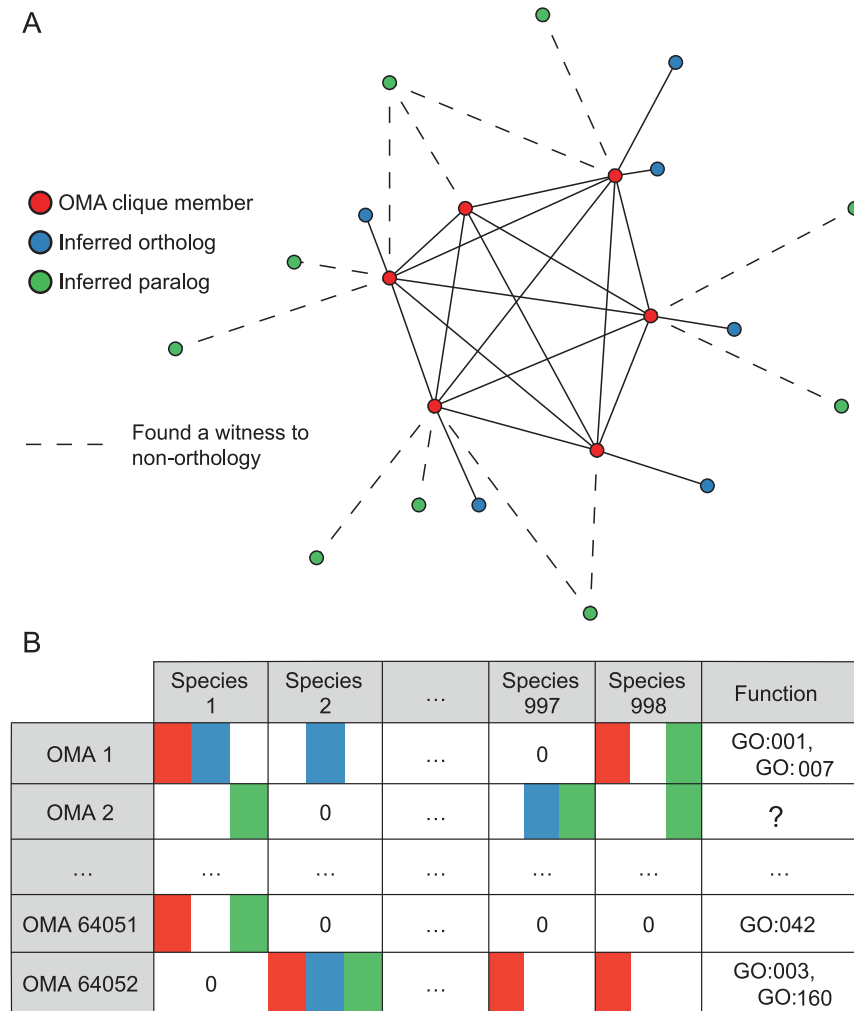 A
OMA clique member
Inferred ortholog
Inferred paralog
Found a witness to
non-orthology
B
Species
1
Species
2
...
Species
997
Species
998
Function
OMA 1
...
0
GO:001,
GO:007
OMA 2
0
...
?
...
...
...
...
...
...
...
OMA 64051
0
...
0
0
GO:042
OMA 64052
0
...
GO:003,
GO:160